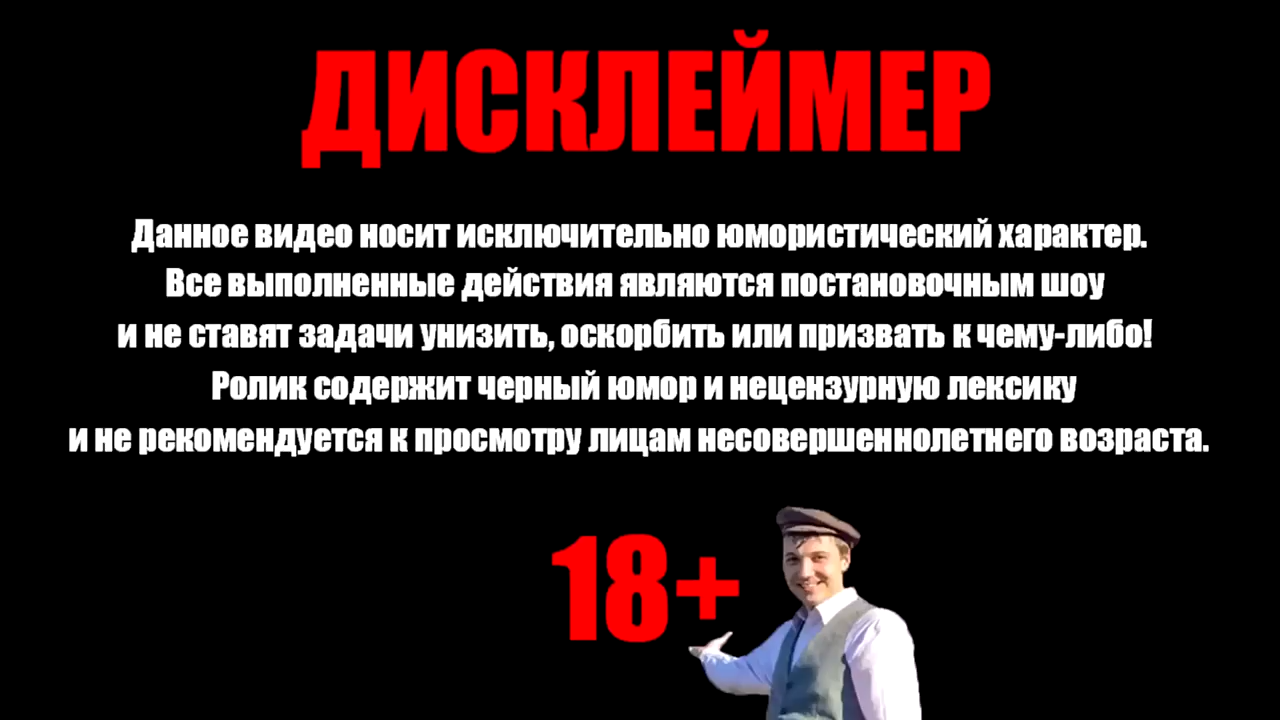 ДИСКЛЕЙМЕР
Данное видео носит исключительно юмористический характер.
Все выполненные действия являются постановочным шоу
и не ставят задачи унизить, оскорбить или призвать к чему-либо!
Ролик содержит черный юмор и нецензурную лексику
и не рекомендуется к просмотру лицам несовершеннолетнего возраста.
18+